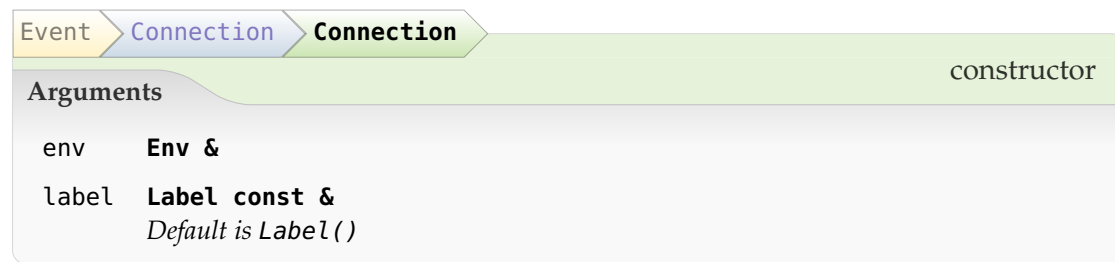 Event Connection Connection
constructor
Arguments
env Env &
label Label const &
Default is Label()